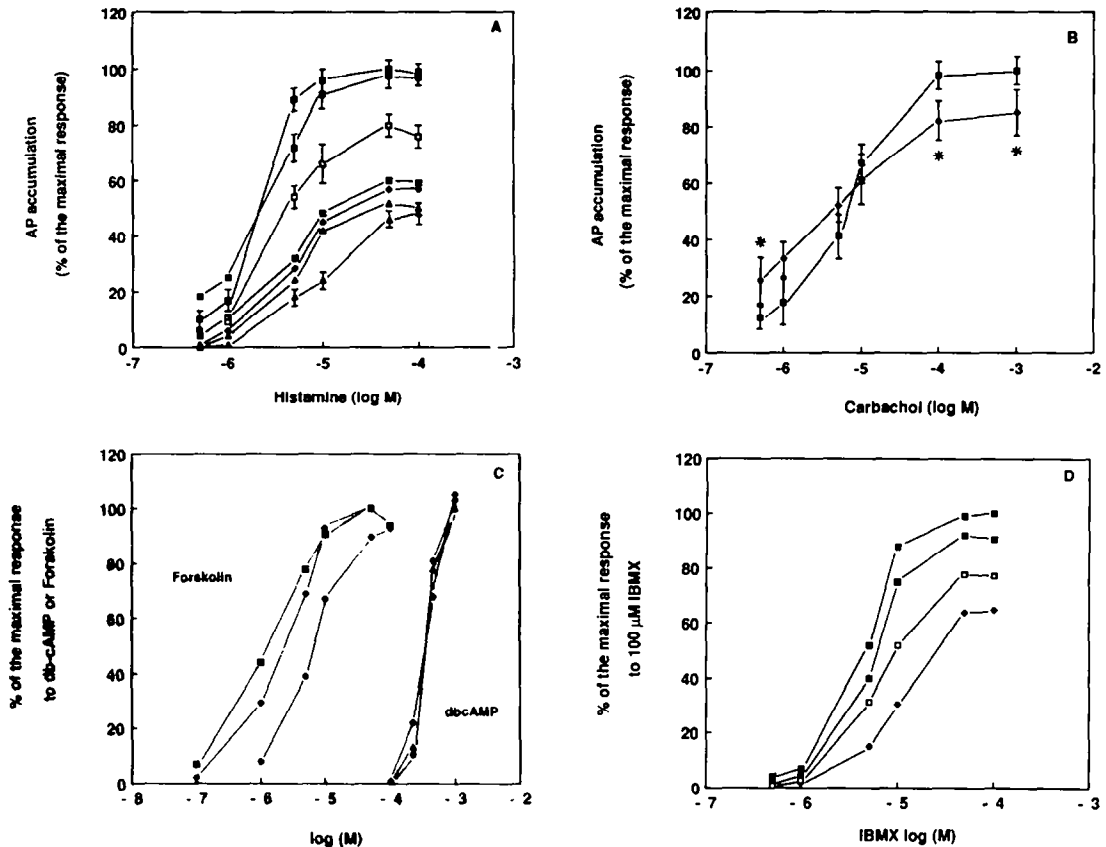 A
120
100
80
60
40
20
0
AP accumulation
(% of the maximal response)
-7 -6 -5 -4 -3
Histamine (log M)
B
120
100
80
60
40
20
0
AP accumulation
(% of the maximal response)
* * *
-7 -6 -5 -4 -3 -2
Carbachol (log M)
C
120
100
80
60
40
20
0
% of the maximal response
to db-cAMP or Forskolin
Forskolin
dbcAMP
- 8 - 7 - 6 - 5 - 4 - 3 - 2
log (M)
D
120
100
80
60
40
20
0
% of the maximal response
to 100 µM IBMX
- 7 - 6 - 5 - 4 - 3
IBMX log (M)